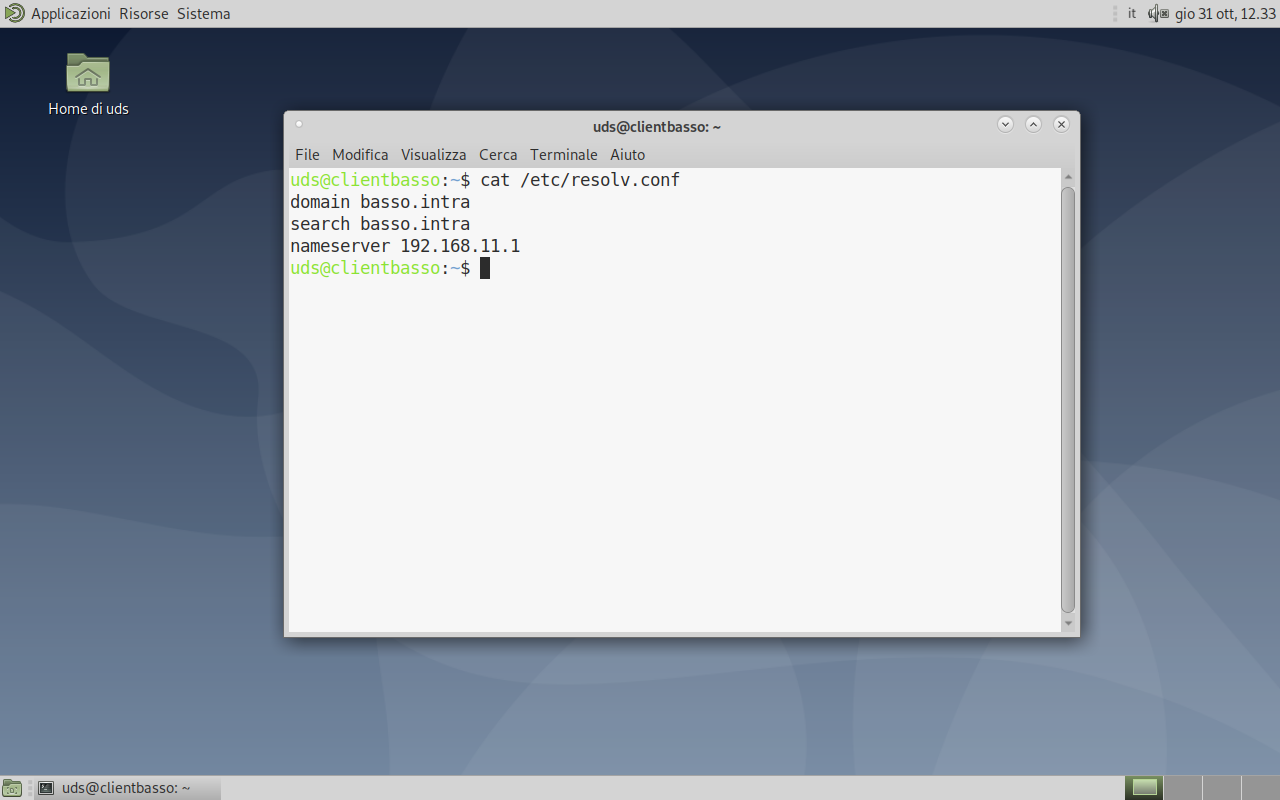 Applicazioni Risorse Sistema
it gio 31 ott, 12.33
Home di uds
uds@clientbasso: ~
File Modifica Visualizza Cerca Terminale Aiuto
uds@clientbasso:~$ cat /etc/resolv.conf
domain basso.intra
search basso.intra
nameserver 192.168.11.1
uds@clientbasso:~$
uds@clientbasso: ~